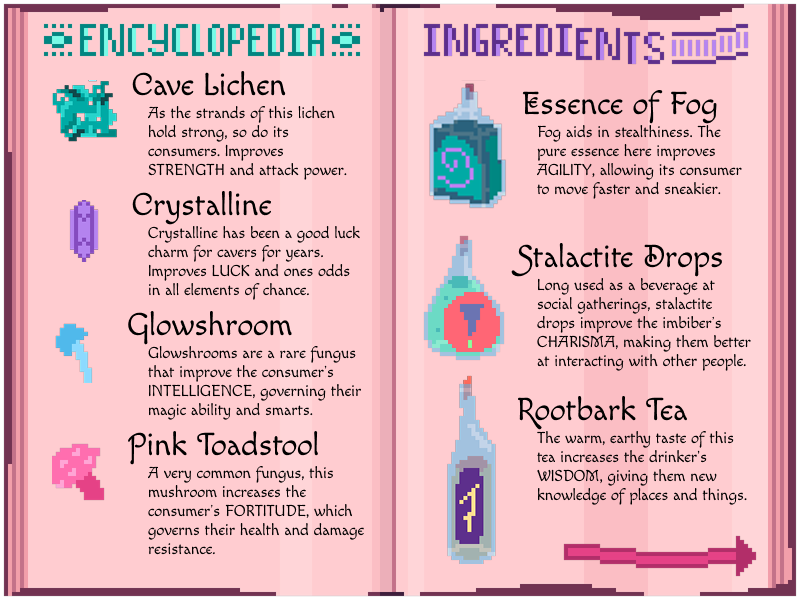 ENCYCLOPEDIA
Cave Lichen
As the strands of this lichen
hold strong, so do its
consumers. Improves
STRENGTH and attack power.
Crystalline
Crystalline has been a good luck
charm for cavers for years.
Improves LUCK and ones odds
in all elements of chance.
Glowshroom
Glowshrooms are a rare fungus
that improve the consumer's
INTELLIGENCE, governing their
magic ability and smarts.
Pink Toadstool
A very common fungus, this
mushroom increases the
consumer's FORTITUDE, which
governs their health and damage
resistance.
INGREDIENTS
Essence of Fog
Fog aids in stealthiness. The
pure essence here improves
AGILITY, allowing its consumer
to move faster and sneakier.
Stalactite Drops
Long used as a beverage at
social gatherings, stalactite
drops improve the imbiber's
CHARISMA, making them better
at interacting with other people.
Rootbark Tea
The warm, earthy taste of this
tea increases the drinker's
WISDOM, giving them new
knowledge of places and things.